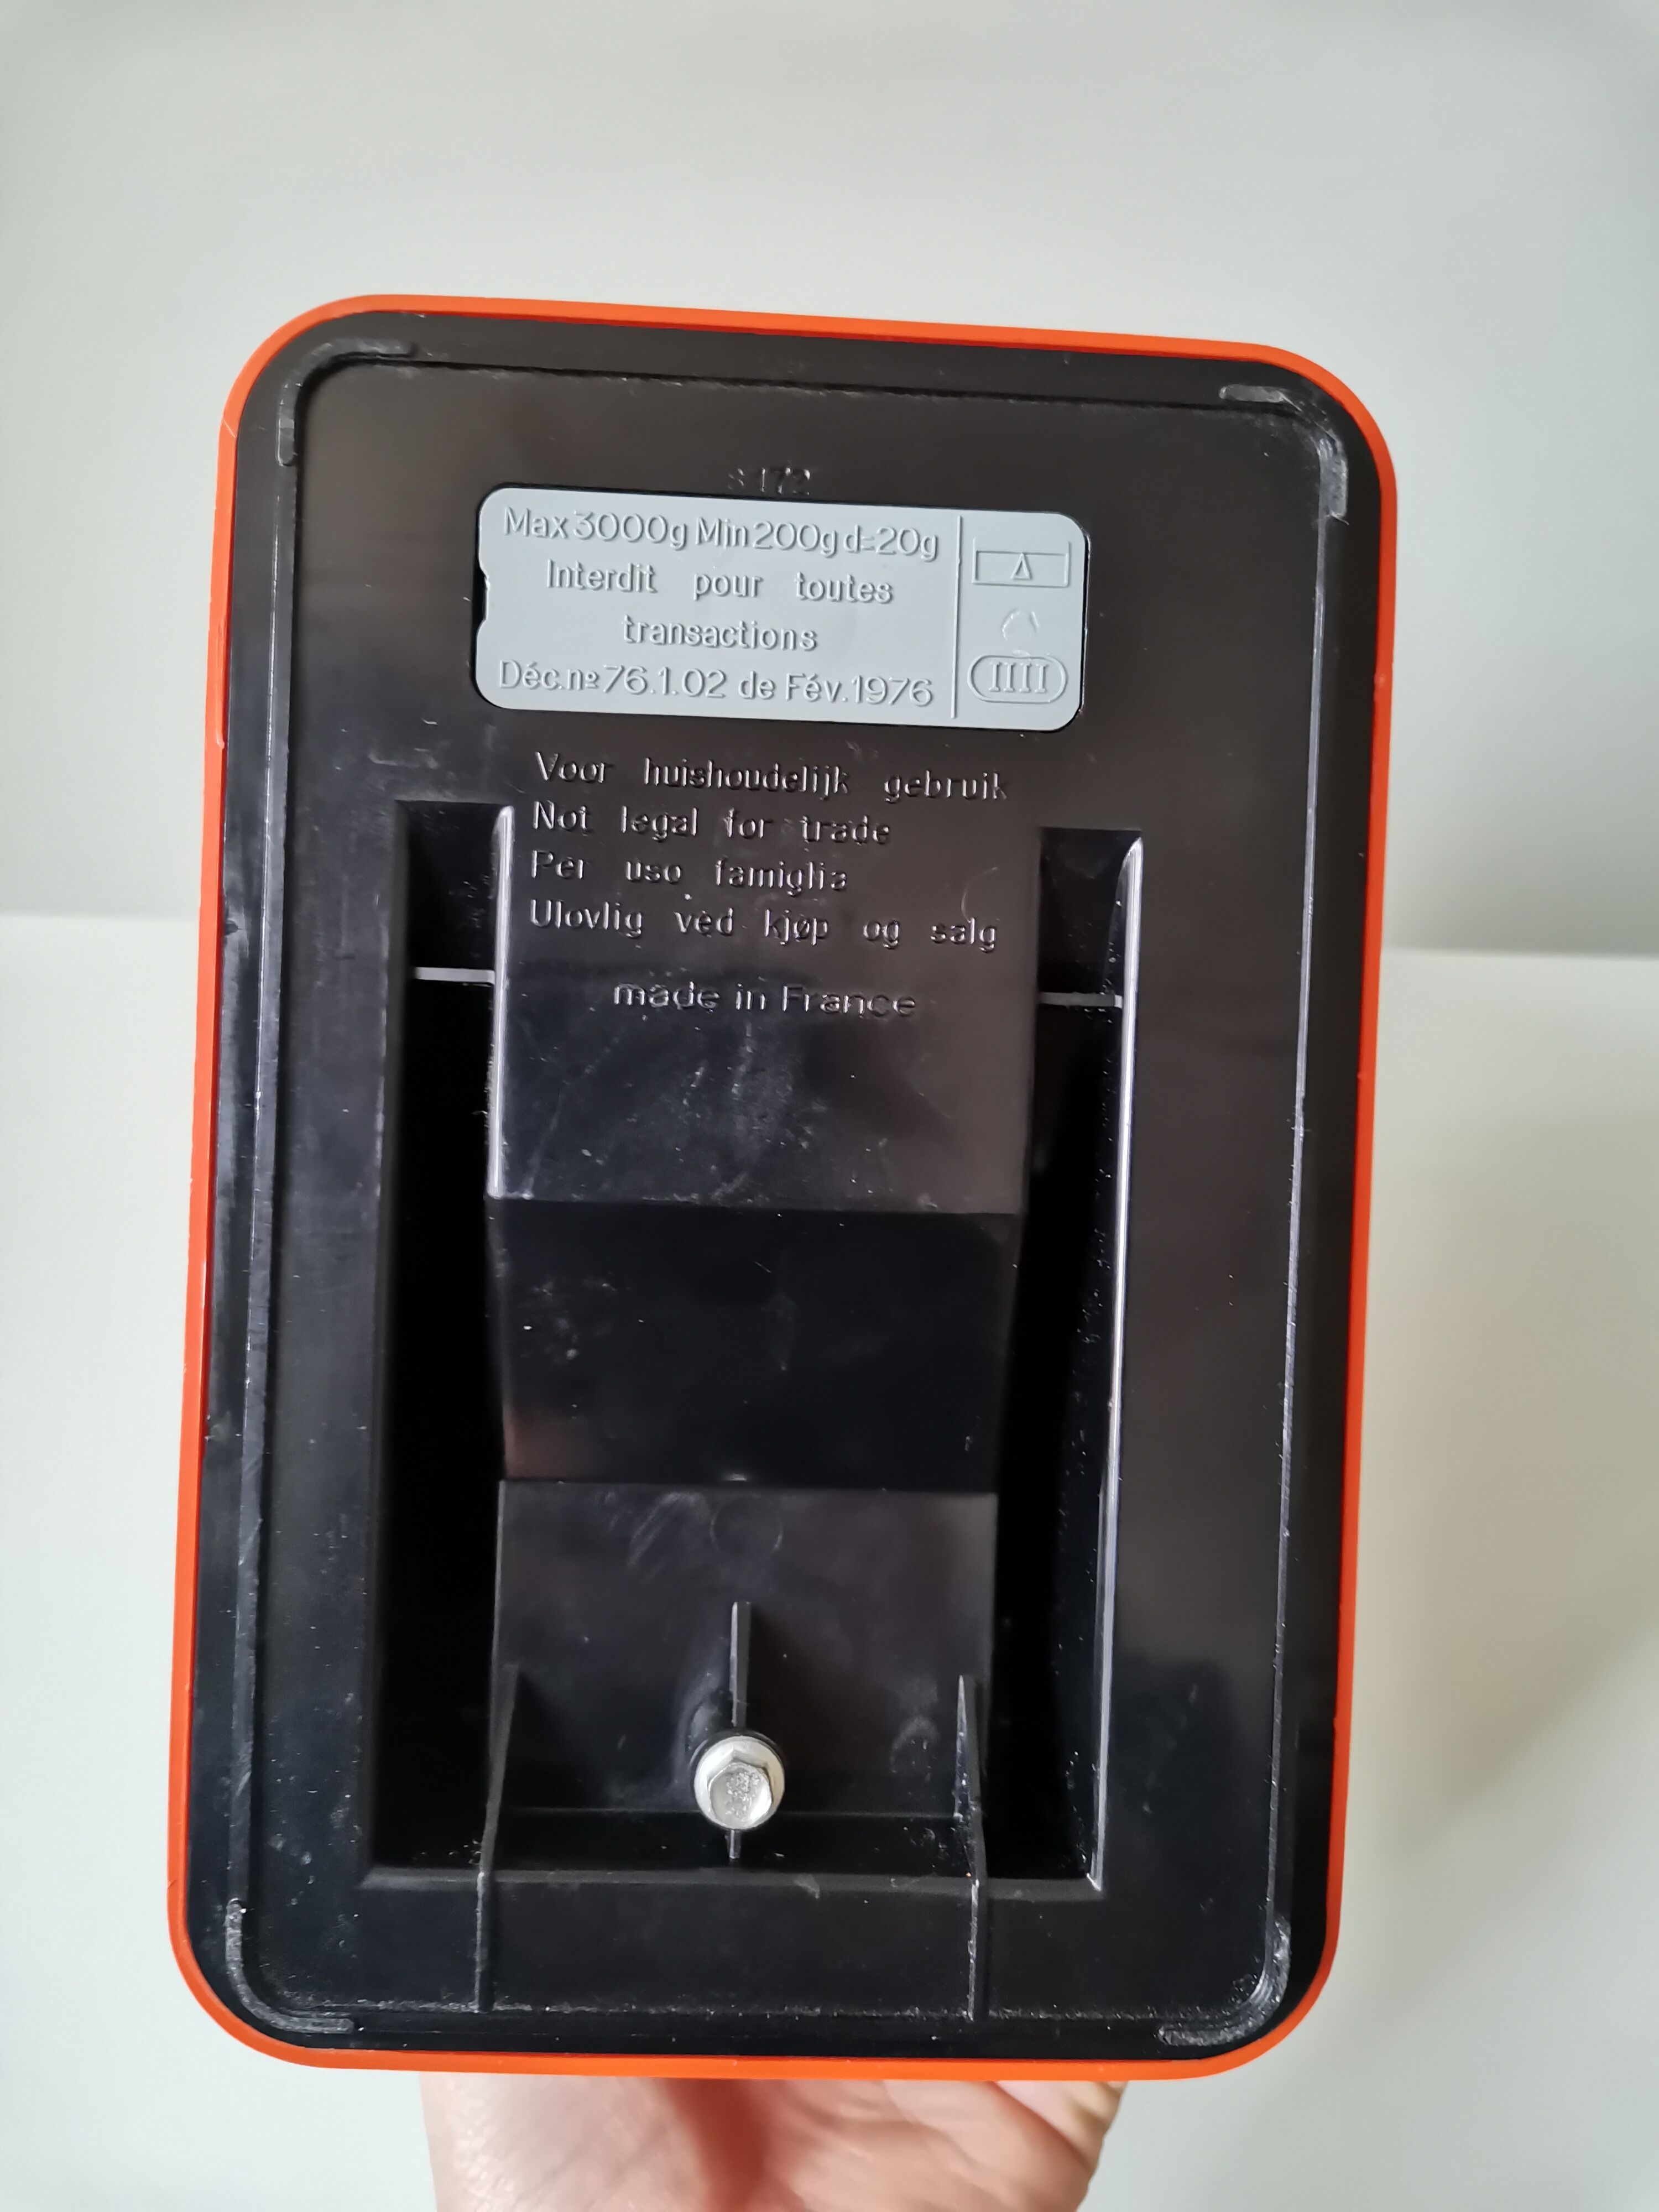 Max 3000g Min 200g d=20g
Interdit pour toutes
transactions
Déc.nº76.1.02 de Fév.1976
IIII
Voor huishoudelijk gebruik
Not legal for trade
Per uso famiglia
Ulovlig ved kjøp og salg
made in France